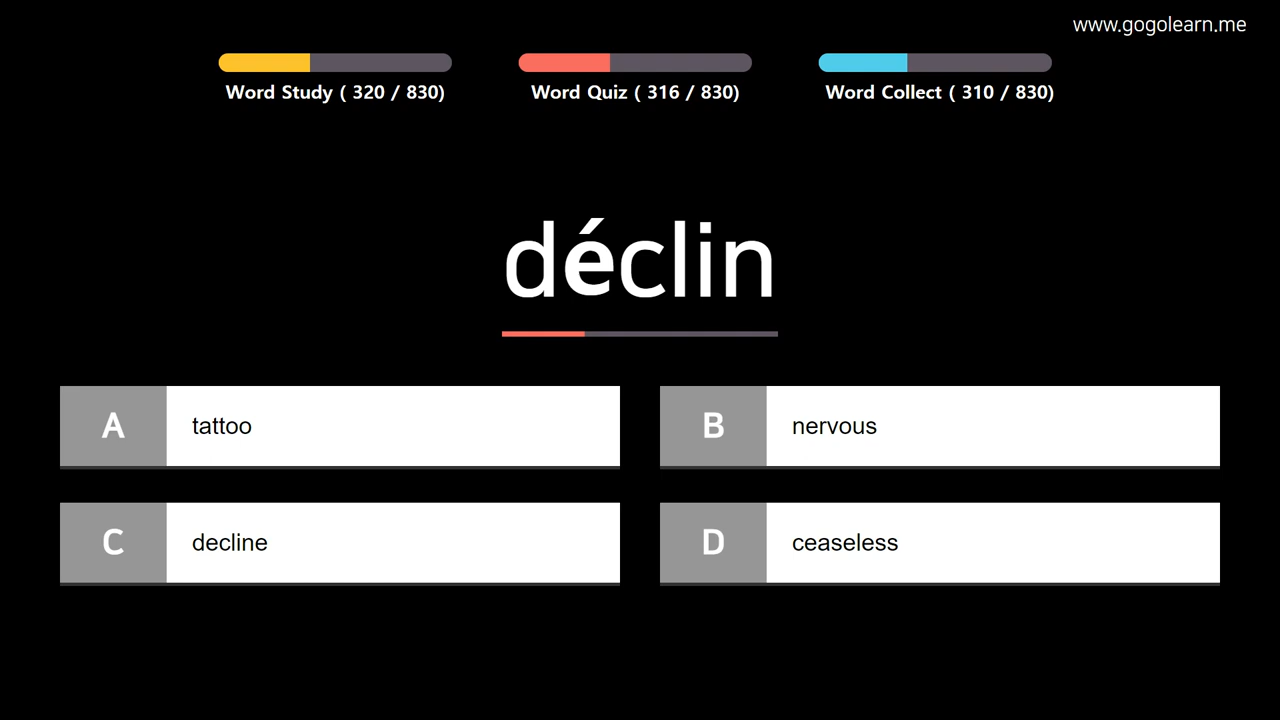 www.gogolearn.me
Word Study ( 320 / 830)
Word Quiz ( 316 / 830)
Word Collect ( 310 / 830)
déclin
A tattoo
B nervous
C decline
D ceaseless